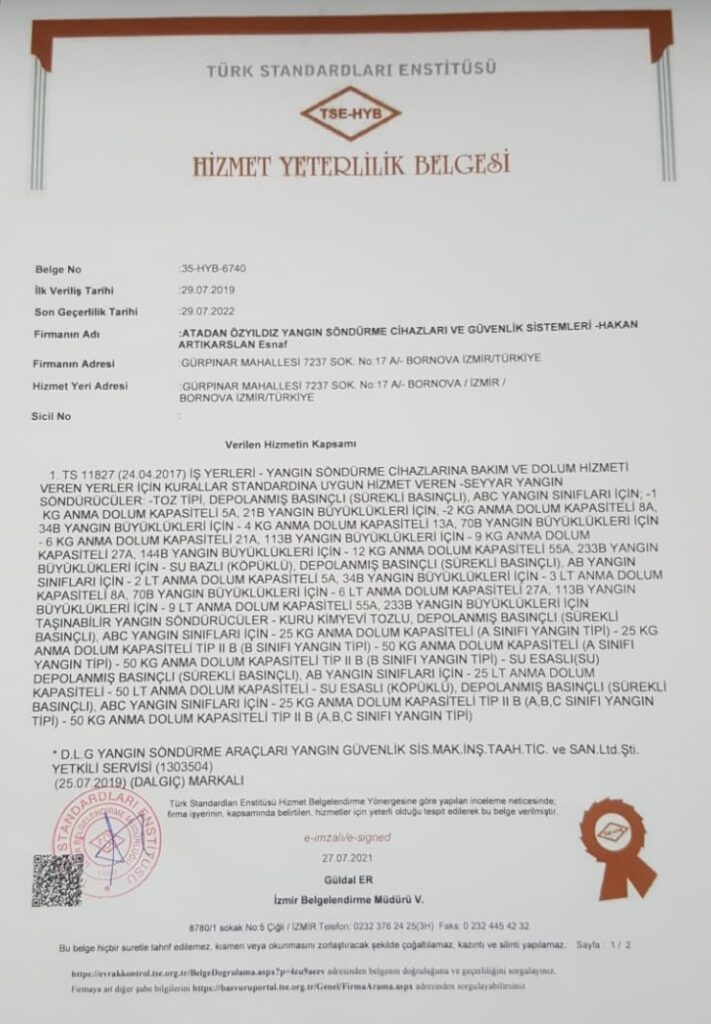 TÜRK STANDARDLARI ENSTİTÜSÜ
TSE-HYB
HİZMET YETERLİLİK BELGESİ
Belge No :35-HYB-6740
İlk Veriliş Tarihi :29.07.2019
Son Geçerlilik Tarihi :29.07.2022
Firmanın Adı :ATADAN ÖZYILDIZ YANGIN SÖNDÜRME CİHAZLARI VE GÜVENLİK SİSTEMLERİ -HAKAN
ARTIKARSLAN Esnaf
Firmanın Adresi :GÜRPINAR MAHALLESİ 7237 SOK. No:17 A/- BORNOVA İZMİR/TÜRKİYE
Hizmet Yeri Adresi :GÜRPINAR MAHALLESİ 7237 SOK. No:17 A/- BORNOVA / İZMİR /
BORNOVA İZMİR/TÜRKİYE
Sicil No :
Verilen Hizmetin Kapsamı
1. TS 11827 (24.04.2017) İŞ YERLERİ - YANGIN SÖNDÜRME CİHAZLARINA BAKIM VE DOLUM HİZMETİ
VEREN YERLER İÇİN KURALLAR STANDARDINA UYGUN HİZMET VEREN -SEYYAR YANGIN
SÖNDÜRÜCÜLER: -TOZ TİPİ, DEPOLANMIŞ BASINÇLI (SÜREKLİ BASINÇLI), ABC YANGIN SINIFLARI İÇİN; -1
KG ANMA DOLUM KAPASİTELİ 5A, 21B YANGIN BÜYÜKLÜKLERİ İÇİN, -2 KG ANMA DOLUM KAPASİTELİ 8A,
34B YANGIN BÜYÜKLÜKLERİ İÇİN - 4 KG ANMA DOLUM KAPASİTELİ 13A, 70B YANGIN BÜYÜKLÜKLERİ İÇİN
- 6 KG ANMA DOLUM KAPASİTELİ 21A, 113B YANGIN BÜYÜKLÜKLERİ İÇİN - 9 KG ANMA DOLUM
KAPASİTELİ 27A, 144B YANGIN BÜYÜKLÜKLERİ İÇİN - 12 KG ANMA DOLUM KAPASİTELİ 55A, 233B YANGIN
BÜYÜKLÜKLERİ İÇİN - SU BAZLI (KÖPÜKLÜ), DEPOLANMIŞ BASINÇLI (SÜREKLİ BASINÇLI), AB YANGIN
SINIFLARI İÇİN - 2 LT ANMA DOLUM KAPASİTELİ 5A, 34B YANGIN BÜYÜKLÜKLERİ İÇİN - 3 LT ANMA DOLUM
KAPASİTELİ 8A, 70B YANGIN BÜYÜKLÜKLERİ İÇİN - 6 LT ANMA DOLUM KAPASİTELİ 27A, 113B YANGIN
BÜYÜKLÜKLERİ İÇİN - 9 LT ANMA DOLUM KAPASİTELİ 55A, 233B YANGIN BÜYÜKLÜKLERİ İÇİN
TAŞINABİLİR YANGIN SÖNDÜRÜCÜLER - KURU KİMYEVİ TOZLU, DEPOLANMIŞ BASINÇLI (SÜREKLİ
BASINÇLI), ABC YANGIN SINIFLARI İÇİN - 25 KG ANMA DOLUM KAPASİTELİ (A SINIFI YANGIN TİPİ) - 25 KG
ANMA DOLUM KAPASİTELİ TİP II B (B SINIFI YANGIN TİPİ) - 50 KG ANMA DOLUM KAPASİTELİ (A SINIFI
YANGIN TİPİ) - 50 KG ANMA DOLUM KAPASİTELİ TİP II B (B SINIFI YANGIN TİPİ) - SU ESASLI(SU)
DEPOLANMIŞ BASINÇLI (SÜREKLİ BASINÇLI), AB YANGIN SINIFLARI İÇİN - 25 LT ANMA DOLUM
KAPASİTELİ - 50 LT ANMA DOLUM KAPASİTELİ - SU ESASLI (KÖPÜKLÜ), DEPOLANMIŞ BASINÇLI (SÜREKLİ
BASINÇLI), ABC YANGIN SINIFLARI İÇİN - 25 KG ANMA DOLUM KAPASİTELİ TİP II B (A,B,C SINIFI YANGIN
TİPİ) - 50 KG ANMA DOLUM KAPASİTELİ TİP II B (A,B,C SINIFI YANGIN TİPİ)
* D.L.G YANGIN SÖNDÜRME ARAÇLARI YANGIN GÜVENLİK SİS.MAK.İNŞ.TAAH.TİC. ve SAN.Ltd.Şti.
YETKİLİ SERVİSİ (1303504)
(25.07.2019) (DALGIÇ) MARKALI
Türk Standardları Enstitüsü Hizmet Belgelendirme Yönergesine göre yapılan inceleme neticesinde,
firma işyerinin, kapsamında belirtilen, hizmetler için yeterli olduğu tespit edilerek bu belge verilmiştir.
e-imzalı/e-signed
27.07.2021
Güldal ER
İzmir Belgelendirme Müdürü V.
8780/1 sokak No:5 Çiğli / İZMİR Telefon: 0232 376 24 25(3H) Faks: 0 232 445 42 32
Bu belge hiçbir suretle tahrif edilemez, kısmen veya okunmasını zorlaştıracak şekilde çoğaltılamaz, kazıntı ve silinti yapılamaz. Sayfa : 1 / 2
https://evrakkontrol.tse.org.tr/BelgeDogrulama.aspx?p=4zu9aeev adresinden belgenin doğruluğunu ve geçerliliğini sorgulayınız.
Firmaya ait diğer şube bilgilerini https://basvuruportal.tse.org.tr/Genel/FirmaArama.aspx adresinden sorgulayabilirsiniz